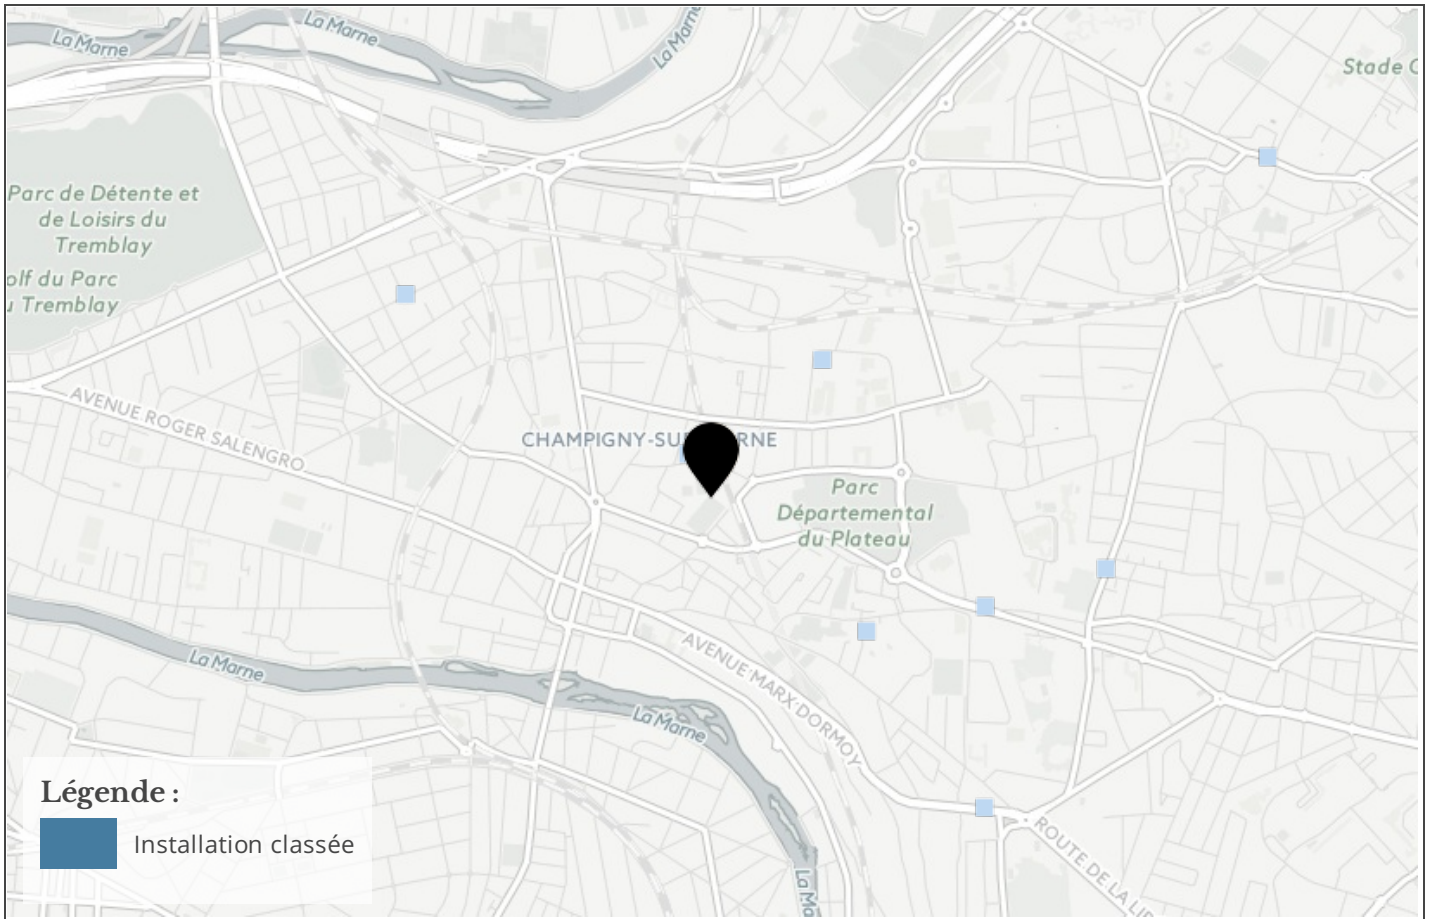 La Marne
La Marne
La Marne
Stade
Parc de Détente et
de Loisirs du
Tremblay
olf du Parc
u Tremblay
AVENUE ROGER SALENGRO
CHAMPIGNY-SU RNE
Parc
Départemental
du Plateau
La Marne
AVENUE MARX DORMOY
La Marne
La Ma
ROUTE DE LA LIB
Légende :
Installation classée